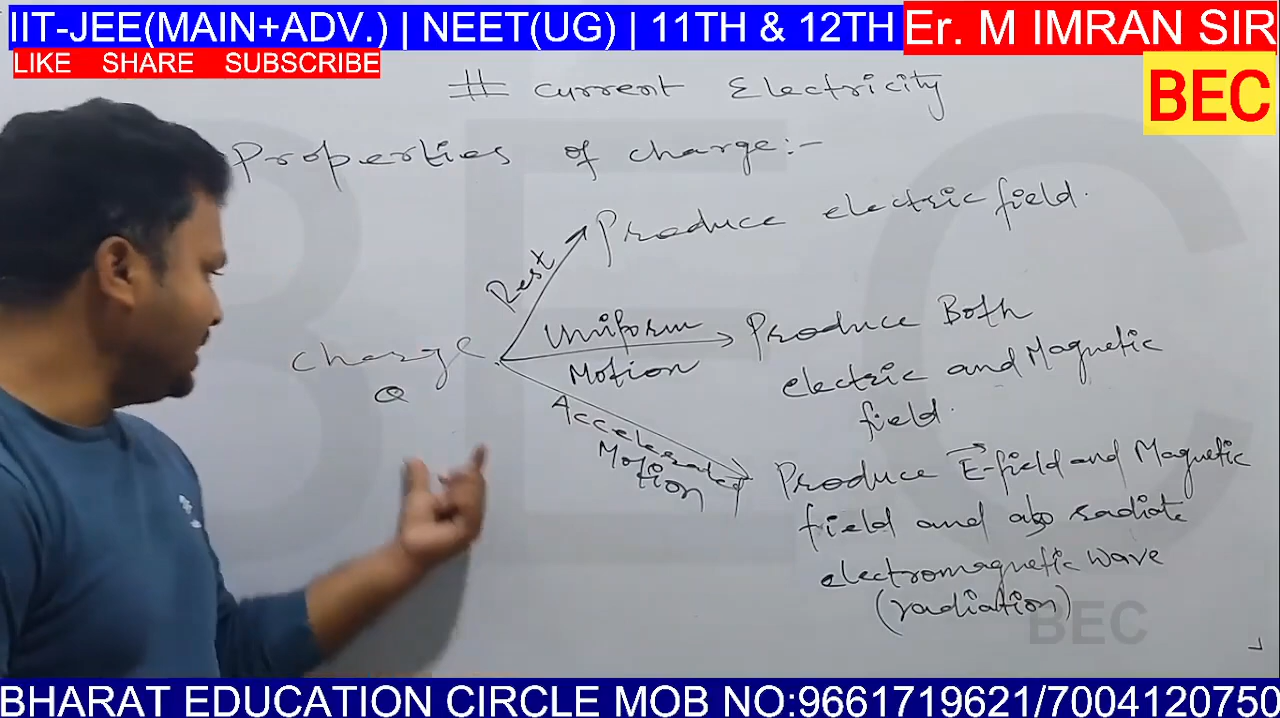 IIT-JEE(MAIN+ADV.) | NEET(UG) | 11TH & 12TH Er. M IMRAN SIR
LIKE SHARE SUBSCRIBE
BEC
# Current Electricity
Properties of charge:-
Rest
Produce electric field.
charge
Q
Uniform
Motion
Produce Both
electric and Magnetic
field.
Accelerated
Motion
Produce E-field and Magnetic
field and also radiate
electromagnetic wave
(radiation)
BEC
BEC
BHARAT EDUCATION CIRCLE MOB NO:9661719621/7004120750